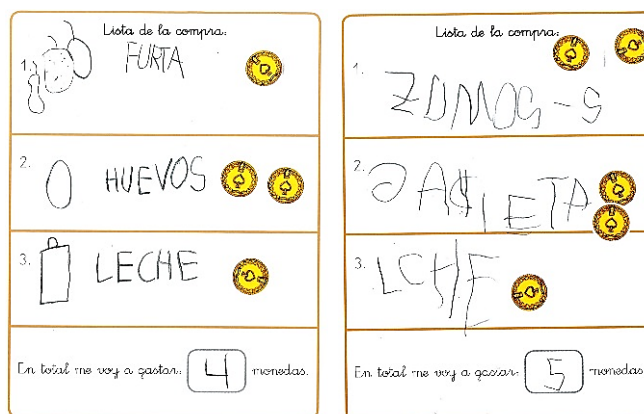 Lista de la compra:
1. FURTA
2. HUEVOS
3. LECHE
En total me voy a gastar: 4 monedas.
Lista de la compra:
1. ZUMOS-S
2.
3. LCHE
En total me voy a gastar: 5 monedas